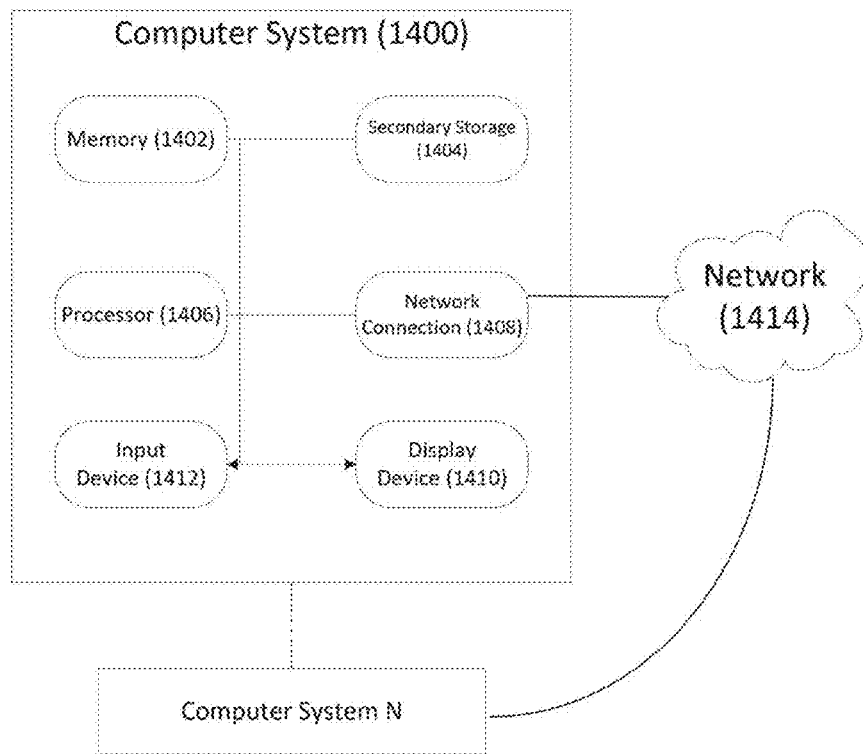 Computer System (1400)
Memory (1402)
Secondary Storage
(1404)
Processor (1406)
Network
Connection (1408)
Network
(1414)
Input
Device (1412)
Display
Device (1410)
Computer System N